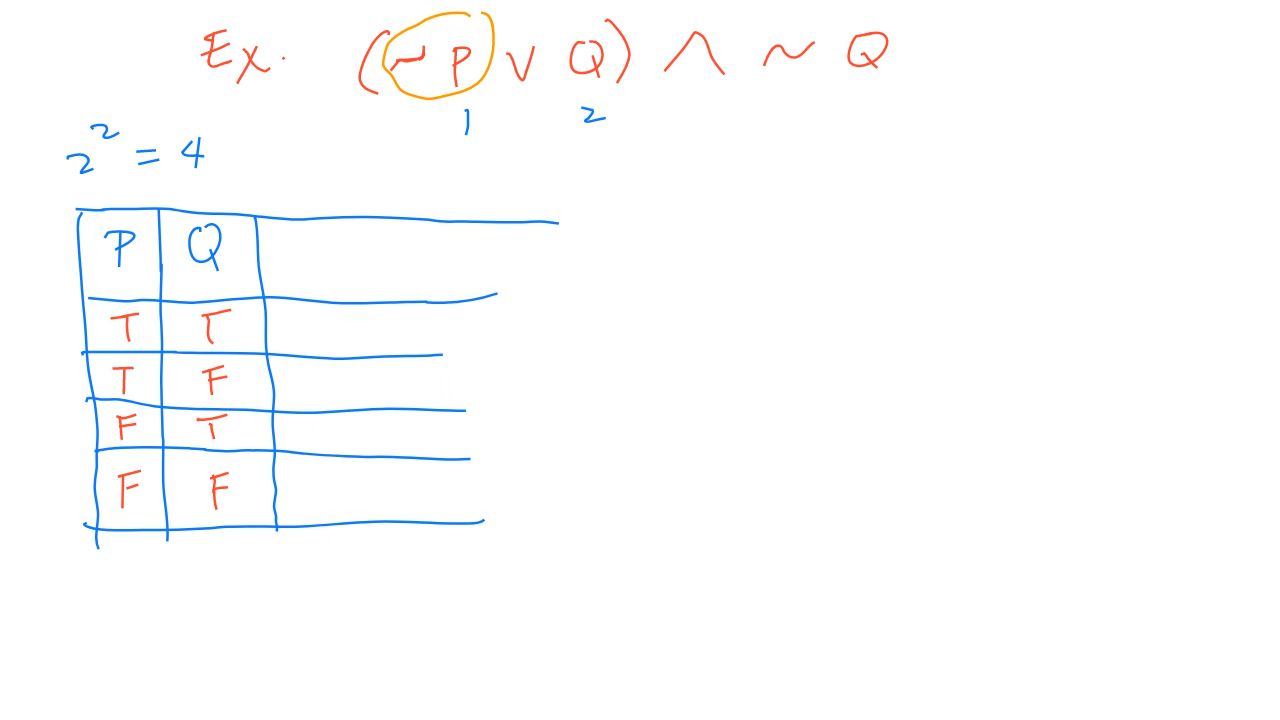 Ex. (~P ∨ Q) ∧ ~Q
1 2
2² = 4
P Q
T T
T F
F T
F F